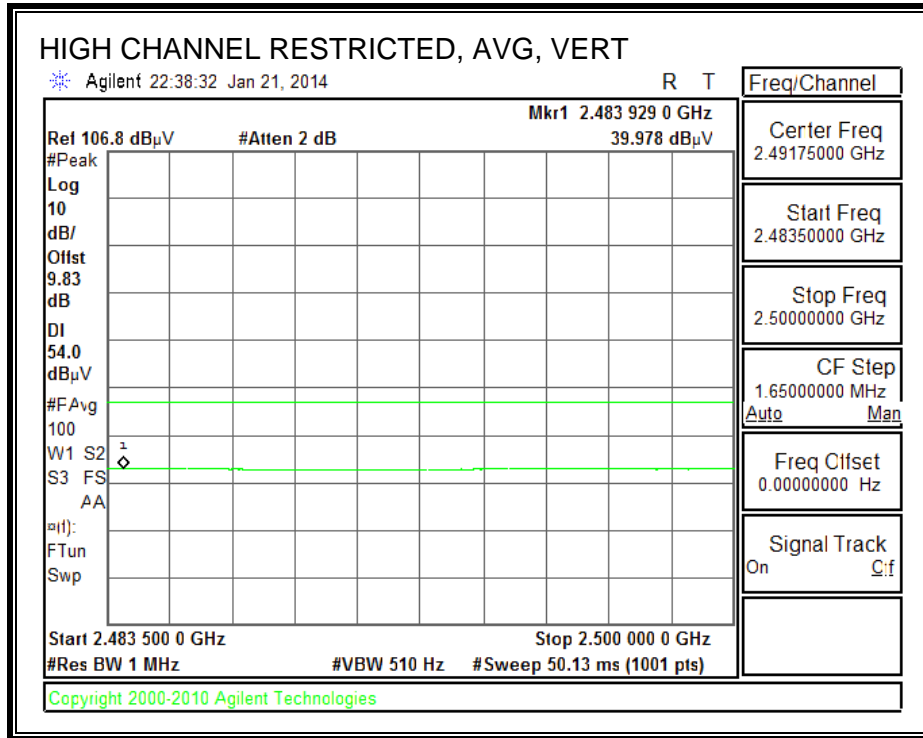 HIGH CHANNEL RESTRICTED, AVG, VERT
Agilent 22:38:32 Jan 21, 2014
R T
Freq/Channel
Mkr1 2.483 929 0 GHz
Ref 106.8 dBµV
#Atten 2 dB
39.978 dBµV
#Peak
Log
10
dB/
Offst
9.83
dB
DI
54.0
dBµV
#FAvg
100
W1 S2
S3 FS
AA
¤(f):
FTun
Swp
1
Start 2.483 500 0 GHz
Stop 2.500 000 0 GHz
#Res BW 1 MHz
#VBW 510 Hz
#Sweep 50.13 ms (1001 pts)
Center Freq
2.49175000 GHz
Start Freq
2.48350000 GHz
Stop Freq
2.50000000 GHz
CF Step
1.65000000 MHz
Auto Man
Freq Offset
0.00000000 Hz
Signal Track
On Off
Copyright 2000-2010 Agilent Technologies